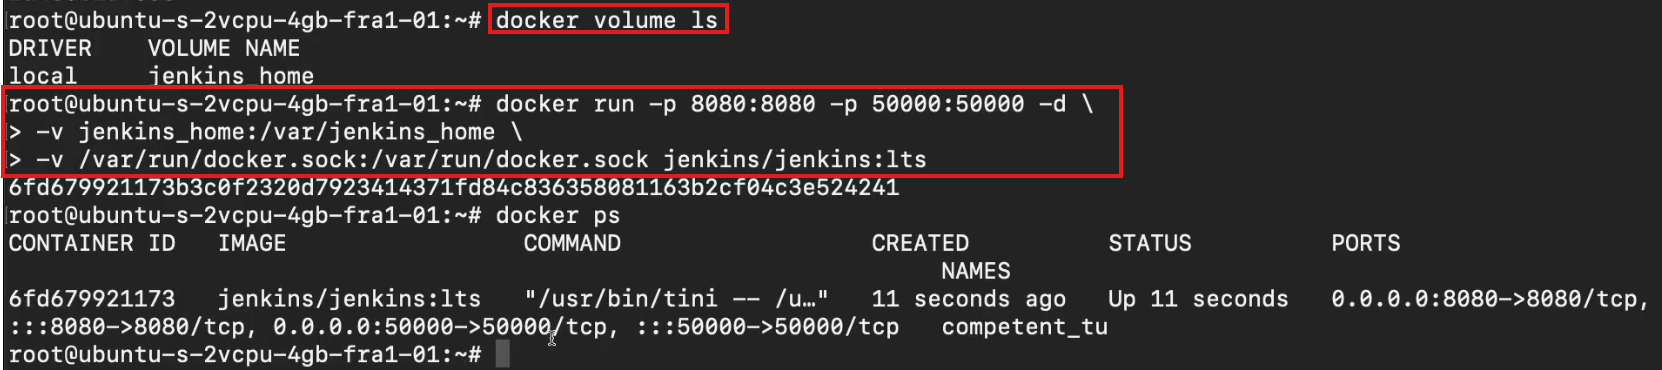 root@ubuntu-s-2vcpu-4gb-fra1-01:~# docker volume ls
DRIVER    VOLUME NAME
local     jenkins_home
root@ubuntu-s-2vcpu-4gb-fra1-01:~# docker run -p 8080:8080 -p 50000:50000 -d \
> -v jenkins_home:/var/jenkins_home \
> -v /var/run/docker.sock:/var/run/docker.sock jenkins/jenkins:lts
6fd679921173b3c0f2320d7923414371fd84c836358081163b2cf04c3e524241
root@ubuntu-s-2vcpu-4gb-fra1-01:~# docker ps
CONTAINER ID   IMAGE                 COMMAND                  CREATED          STATUS          PORTS
NAMES
6fd679921173   jenkins/jenkins:lts   "/usr/bin/tini -- /u…"   11 seconds ago   Up 11 seconds   0.0.0.0:8080->8080/tcp,
:::8080->8080/tcp, 0.0.0.0:50000->50000/tcp, :::50000->50000/tcp   competent_tu
root@ubuntu-s-2vcpu-4gb-fra1-01:~#